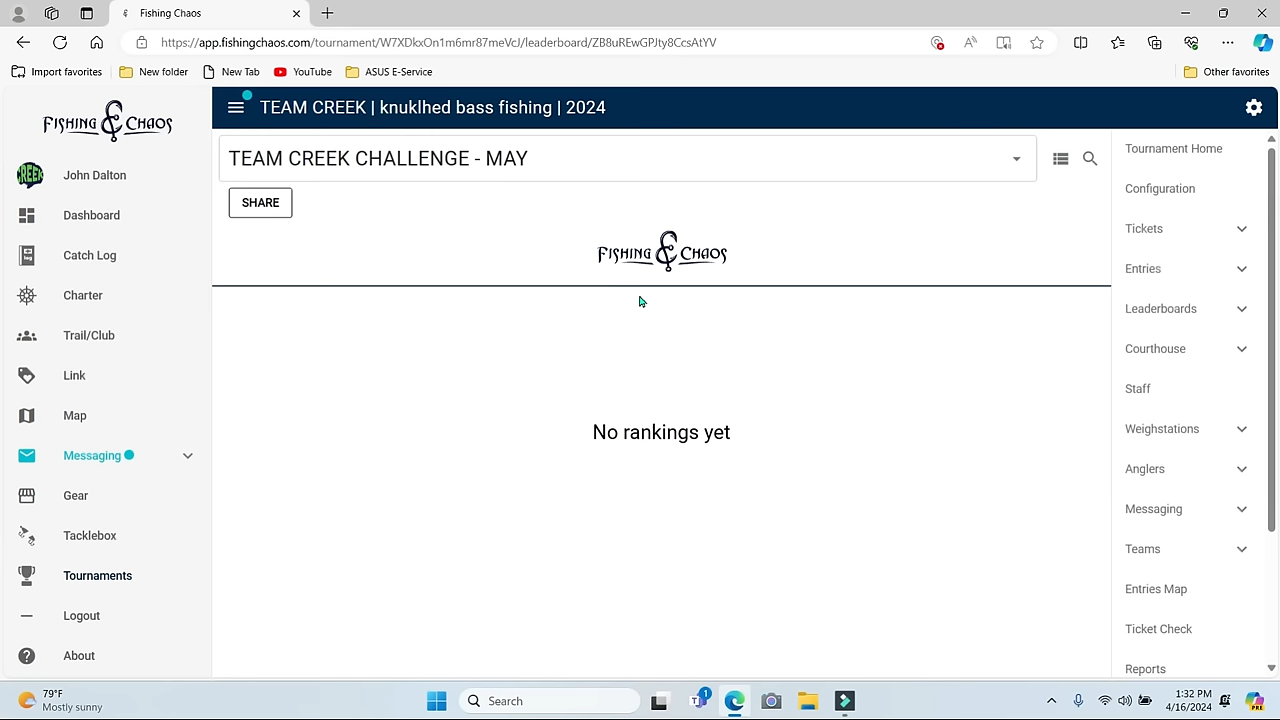 Fishing Chaos
https://app.fishingchaos.com/tournament/W7XDkxOn1m6mr87meVcJ/leaderboard/ZB8uREwGPJty8CcsAtYV
Import favorites
New folder
New Tab
YouTube
ASUS E-Service
Other favorites
FISHING & CHAOS
TEAM CREEK | knuklhed bass fishing | 2024
John Dalton
Dashboard
Catch Log
Charter
Trail/Club
Link
Map
Messaging
Gear
Tacklebox
Tournaments
Logout
About
TEAM CREEK CHALLENGE - MAY
SHARE
FISHING & CHAOS
No rankings yet
Tournament Home
Configuration
Tickets
Entries
Leaderboards
Courthouse
Staff
Weighstations
Anglers
Messaging
Teams
Entries Map
Ticket Check
Reports
79°F
Mostly sunny
Search
1
1:32 PM
4/16/2024